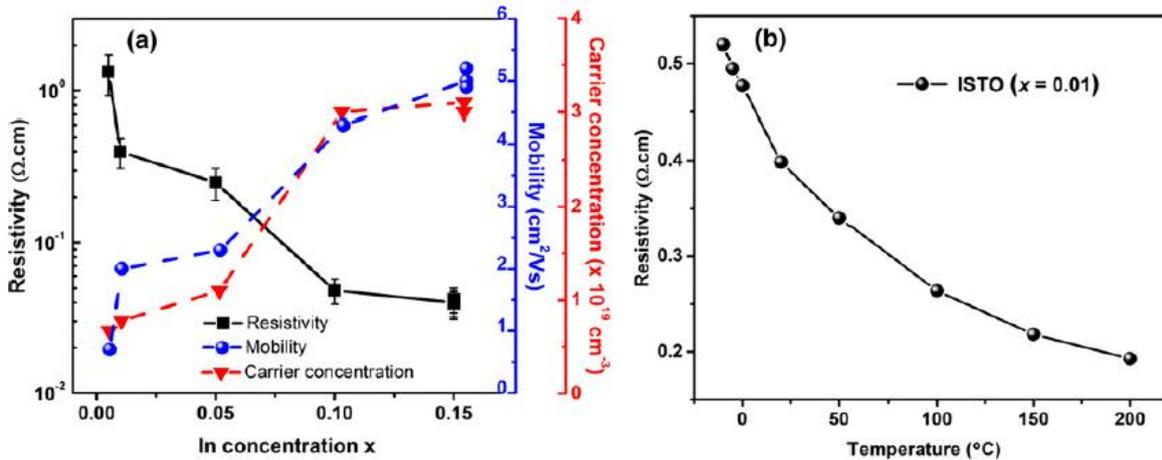 (a)
Resistivity (Ω.cm)
10⁰
10⁻¹
10⁻²
0.00 0.05 0.10 0.15
In concentration x
Resistivity
Mobility
Carrier concentration
6
5
4
3
2
1
0
Mobility (cm²/Vs)
4
3
2
1
0
Carrier concentration (x 10¹⁹ cm⁻³)
(b)
ISTO (x = 0.01)
Resistivity (Ω.cm)
0.5
0.4
0.3
0.2
0 50 100 150 200
Temperature (°C)